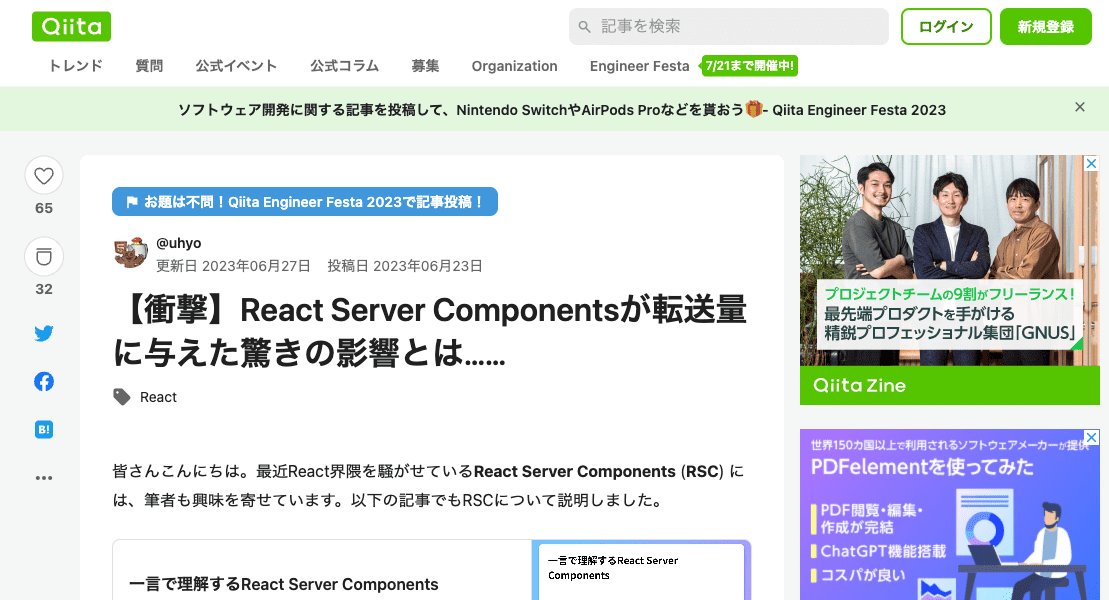 Qiita
記事を検索
ログイン
新規登録
トレンド
質問
公式イベント
公式コラム
募集
Organization
Engineer Festa
7/21まで開催中!
ソフトウェア開発に関する記事を投稿して、Nintendo SwitchやAirPods Proなどを貰おう🎁- Qiita Engineer Festa 2023
65
32
B!
お題は不問！Qiita Engineer Festa 2023で記事投稿！
@uhyo
更新日 2023年06月27日 投稿日 2023年06月23日
【衝撃】React Server Componentsが転送量
に与えた驚きの影響とは……
React
皆さんこんにちは。最近React界隈を騒がせているReact Server Components (RSC) に
は、筆者も興味を寄せています。以下の記事でもRSCについて説明しました。
一言で理解するReact Server Components
一言で理解するReact Server
Components
プロジェクトチームの9割がフリーランス!
最先端プロダクトを手がける
精鋭プロフェッショナル集団「GNUS」
Qiita Zine
世界150カ国以上で利用されるソフトウェアメーカーが提供
PDFelementを使ってみた
PDF閲覧・編集・
作成が完結
ChatGPT機能搭載
コスパが良い